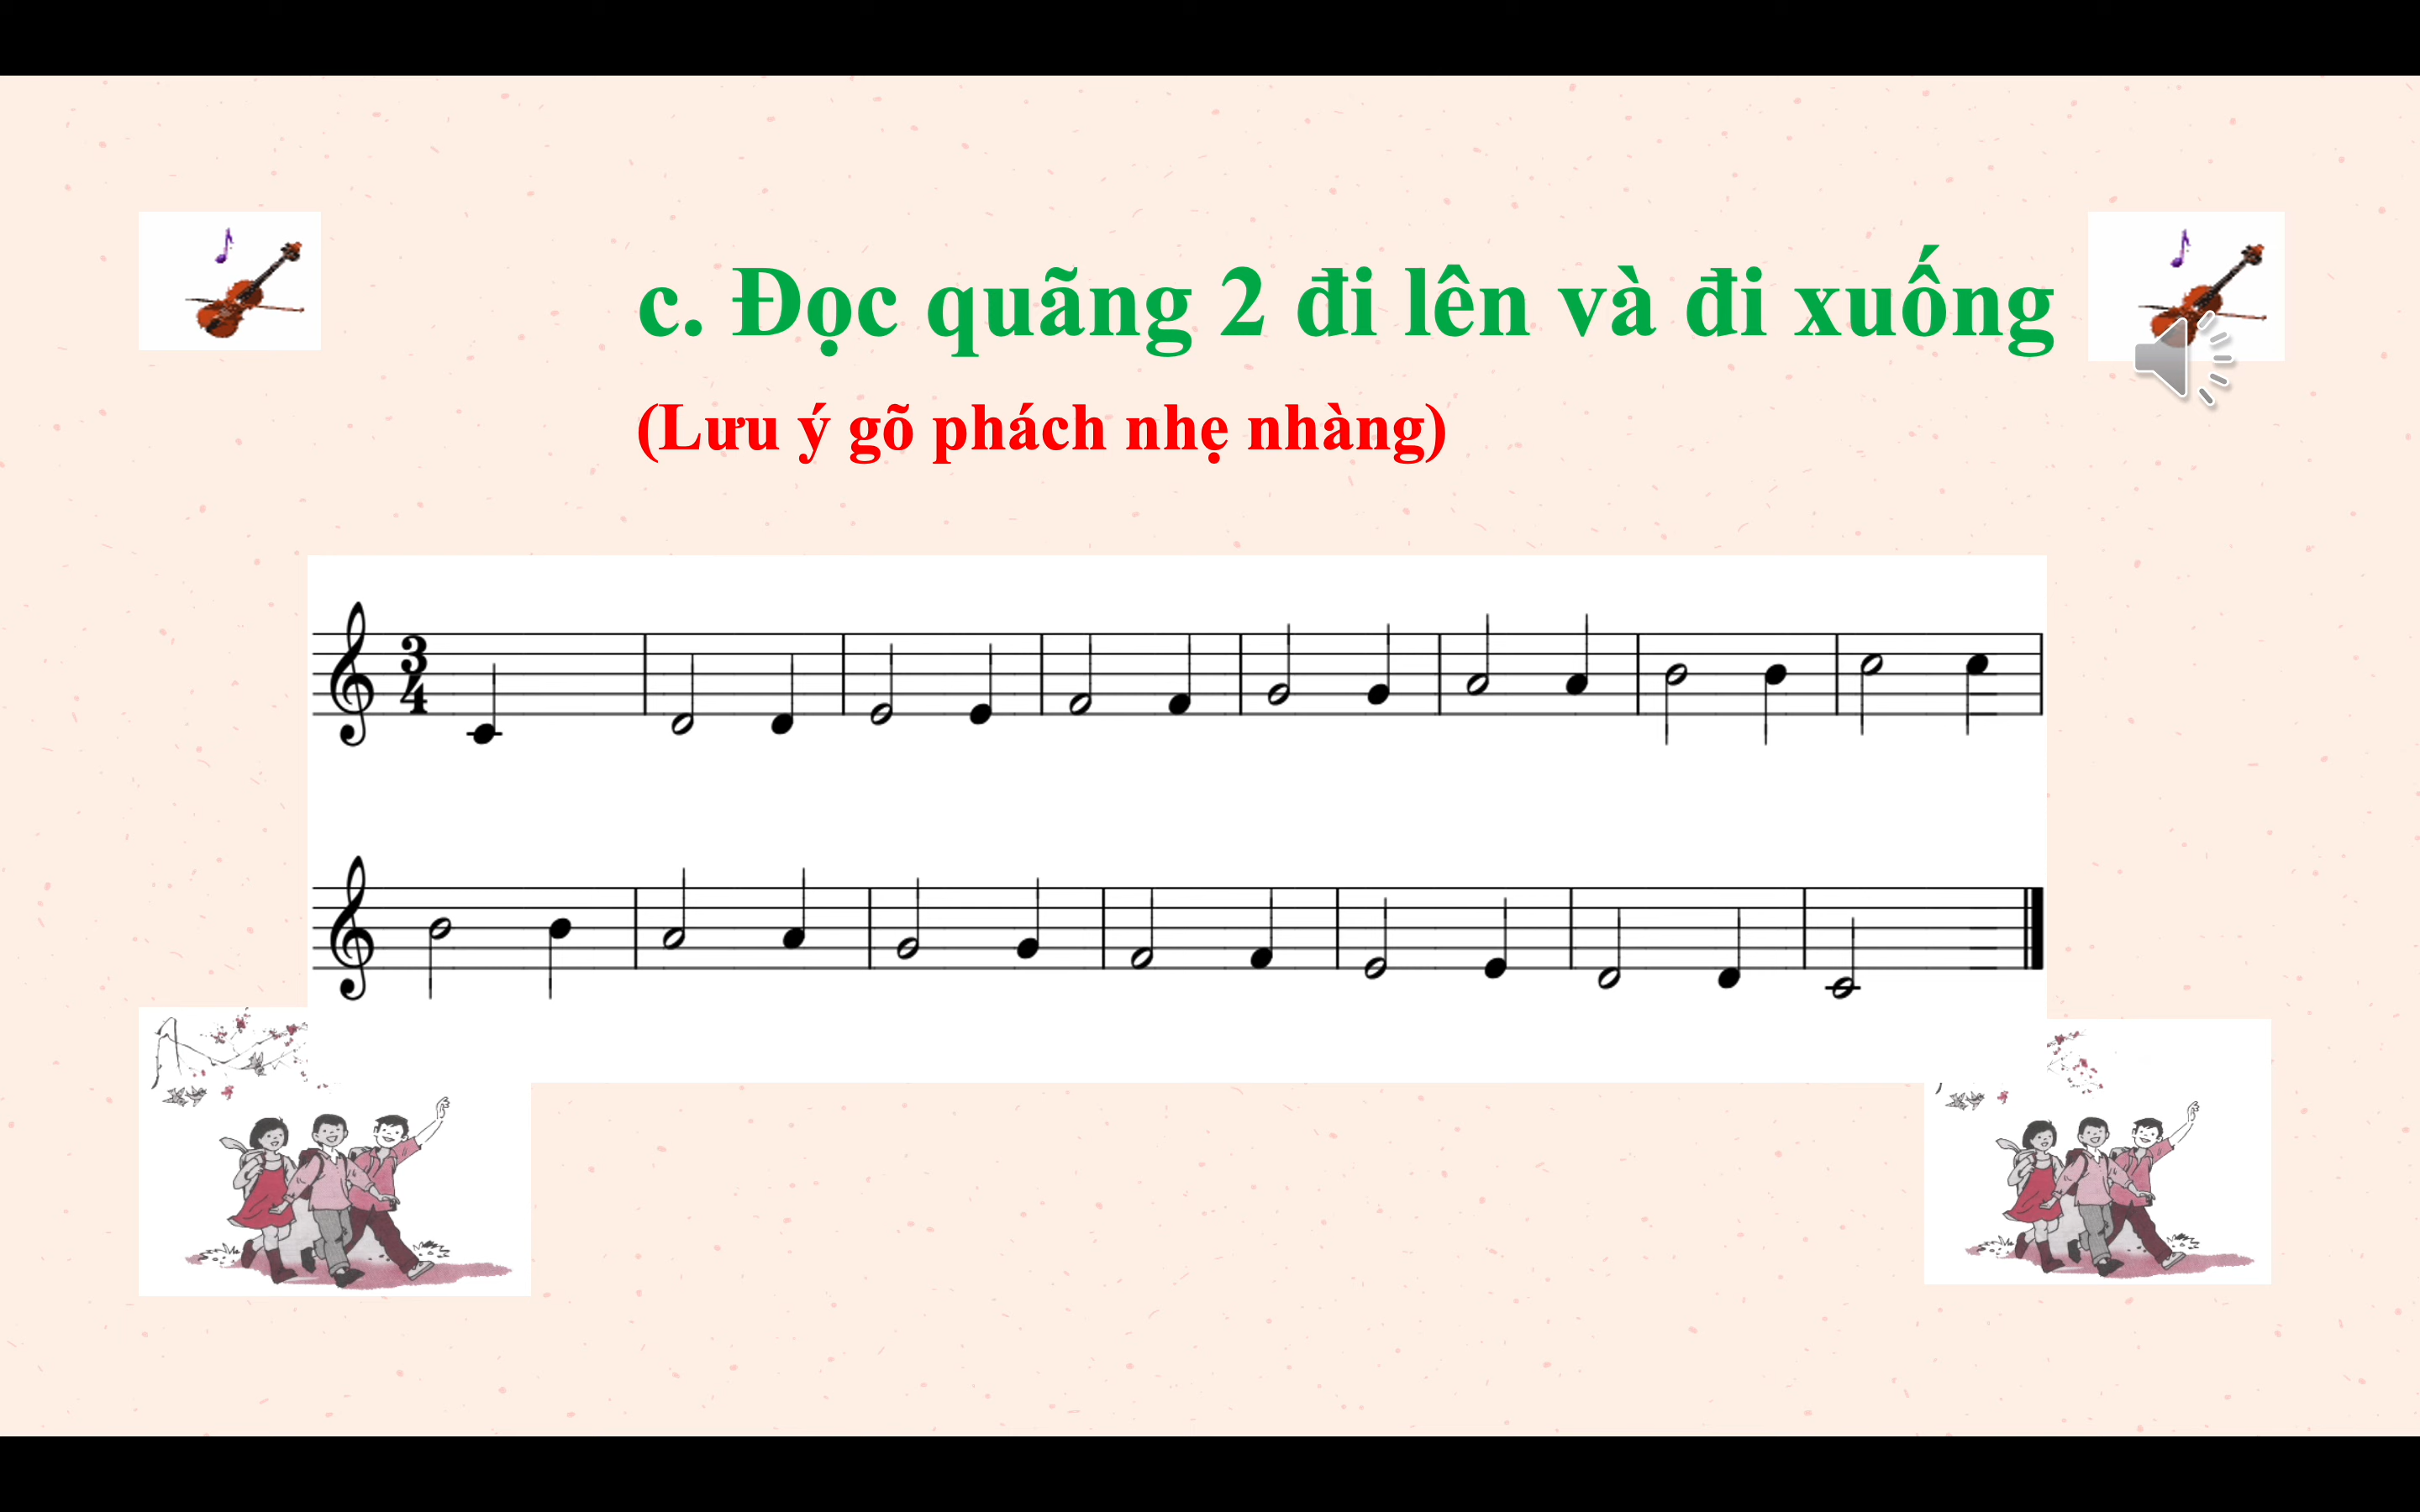 c. Đọc quãng 2 đi lên và đi xuống
(Lưu ý gõ phách nhẹ nhàng)
3
4